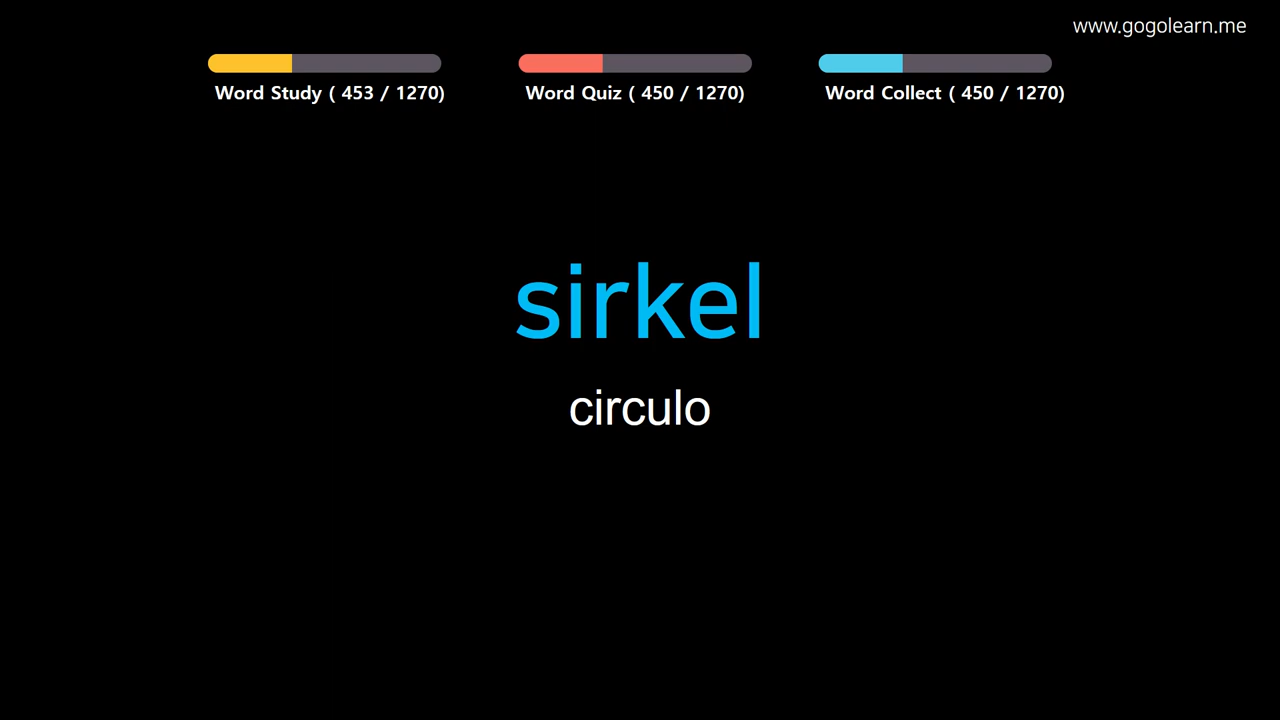 www.gogolearn.me
Word Study ( 453 / 1270)
Word Quiz ( 450 / 1270)
Word Collect ( 450 / 1270)
sirkel
circulo